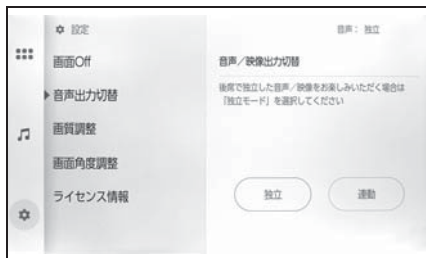 設定
音声： 独立
画面Off
音声出力切替
画質調整
画面角度調整
ライセンス情報
音声／映像出力切替
後席で独立した音声／映像をお楽しみいただく場合は
「独立モード」を選択してください
独立
連動